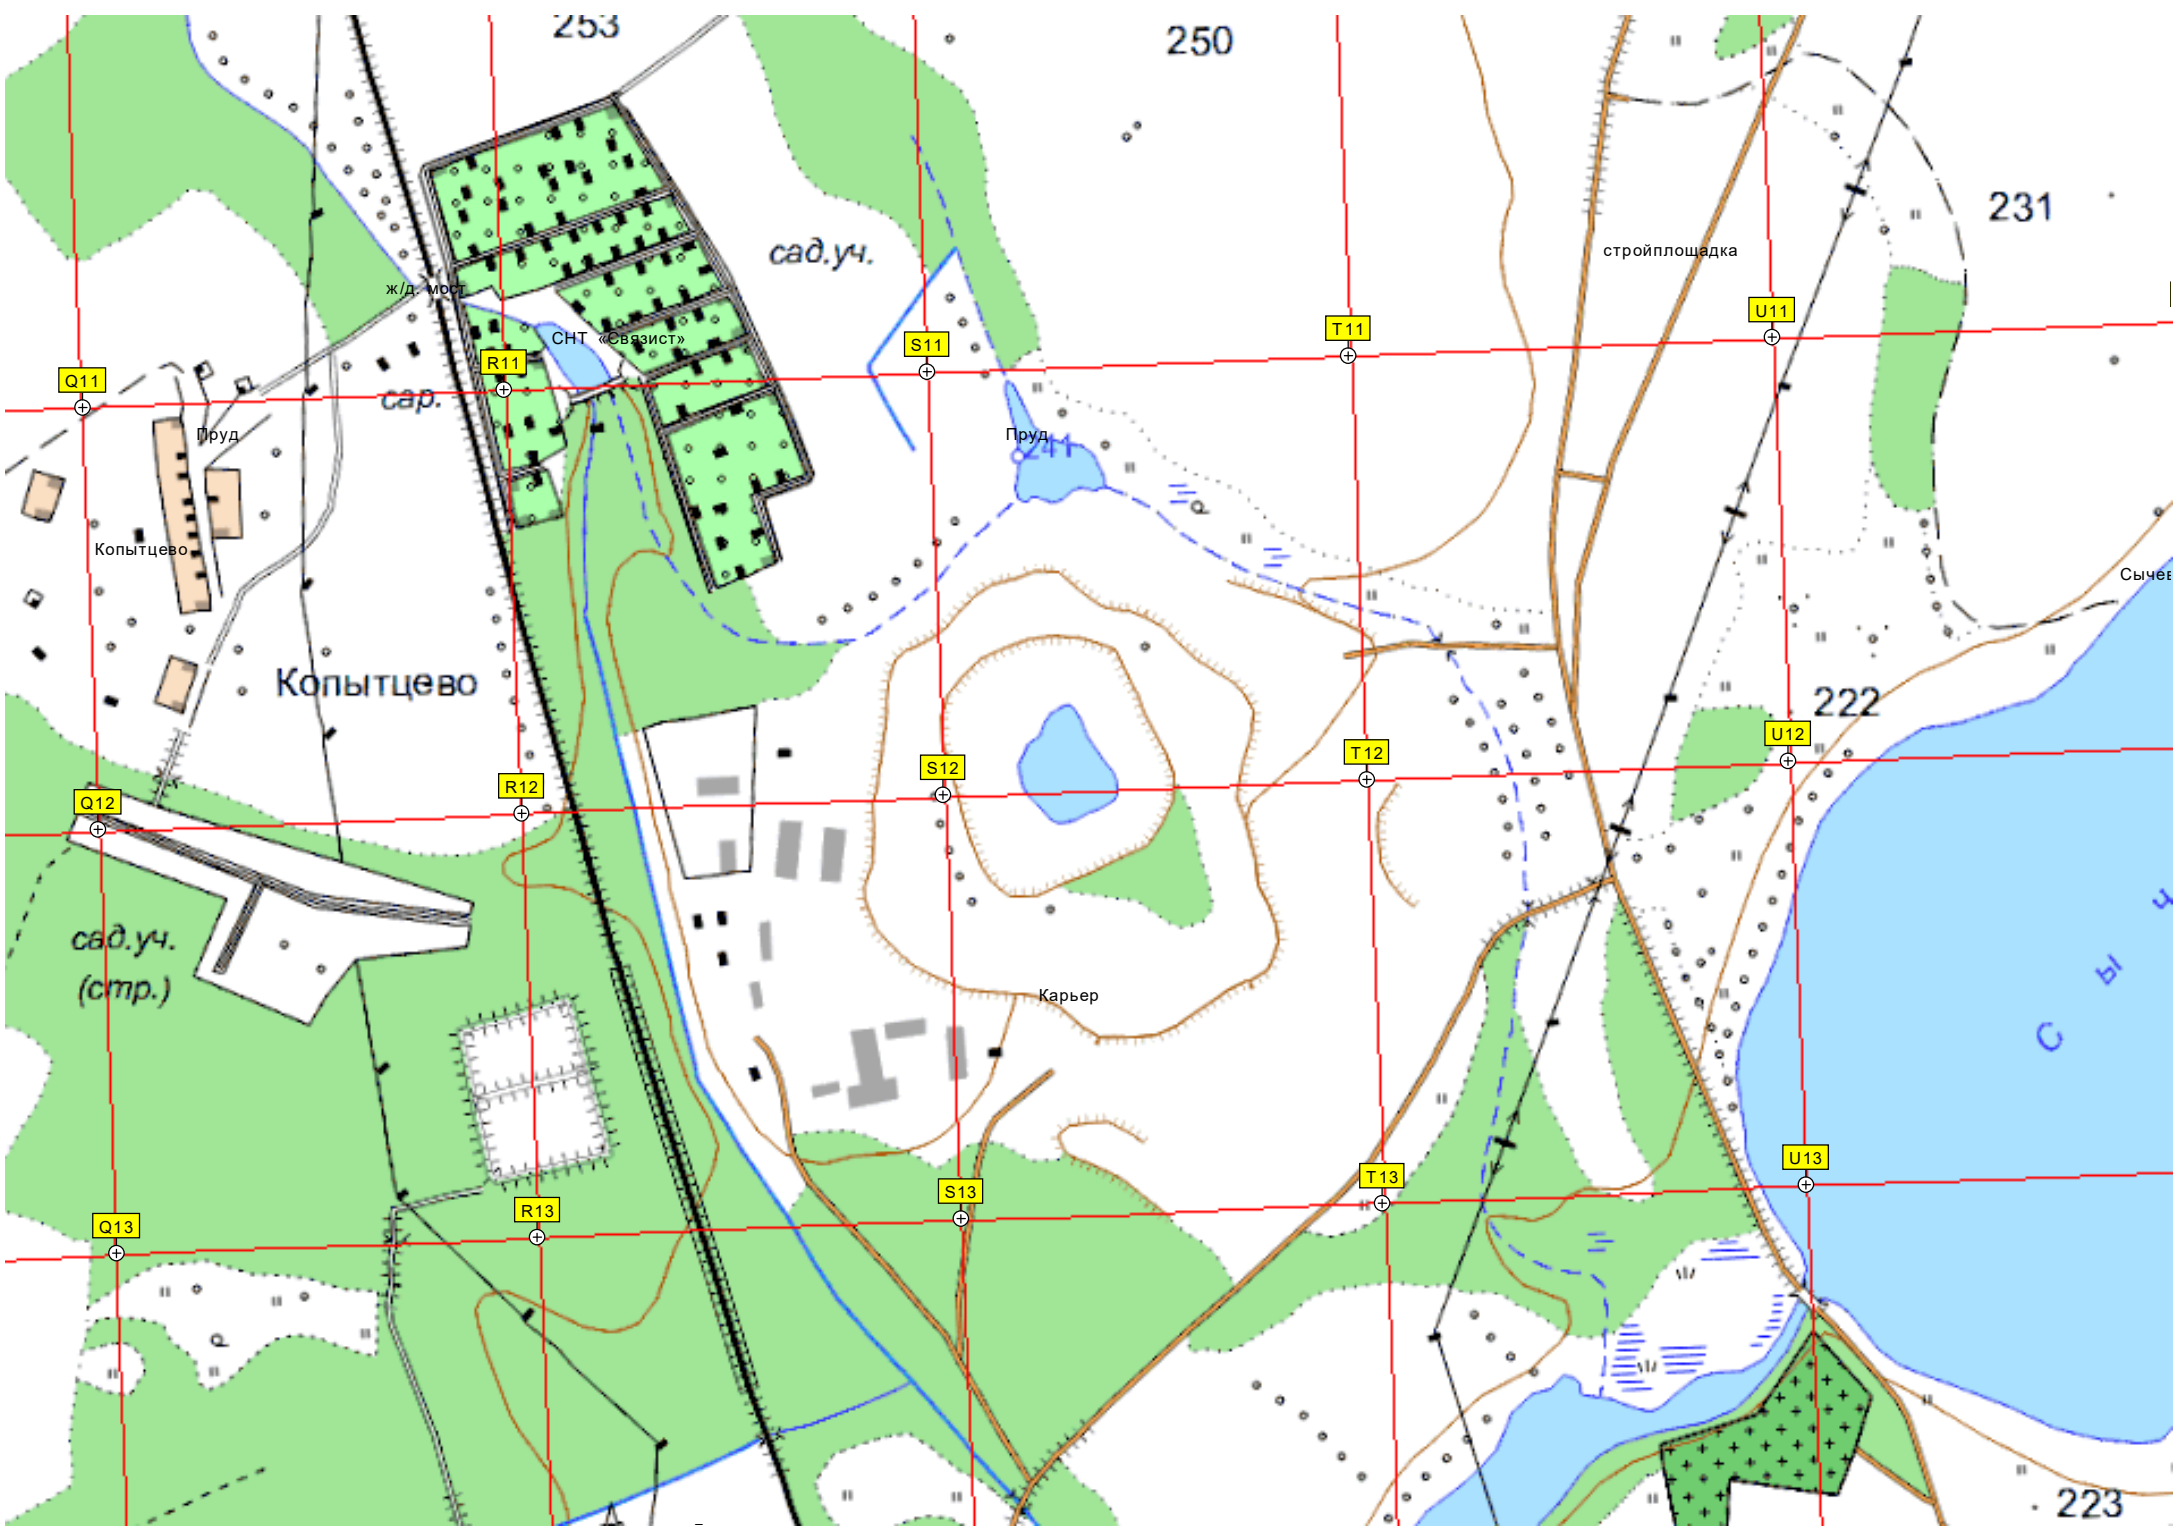 253
250
231
сад.уч.
стройплощадка
ж/д. мост
U11
T11
СНТ «Связист»
S11
R11
Q11
сар.
Пруд
Пруд
241
Копытцево
Сычев
Копытцево
222
U12
T12
S12
R12
Q12
сад.уч.
(стр.)
Карьер
С ы ч
U13
T13
S13
R13
Q13
223